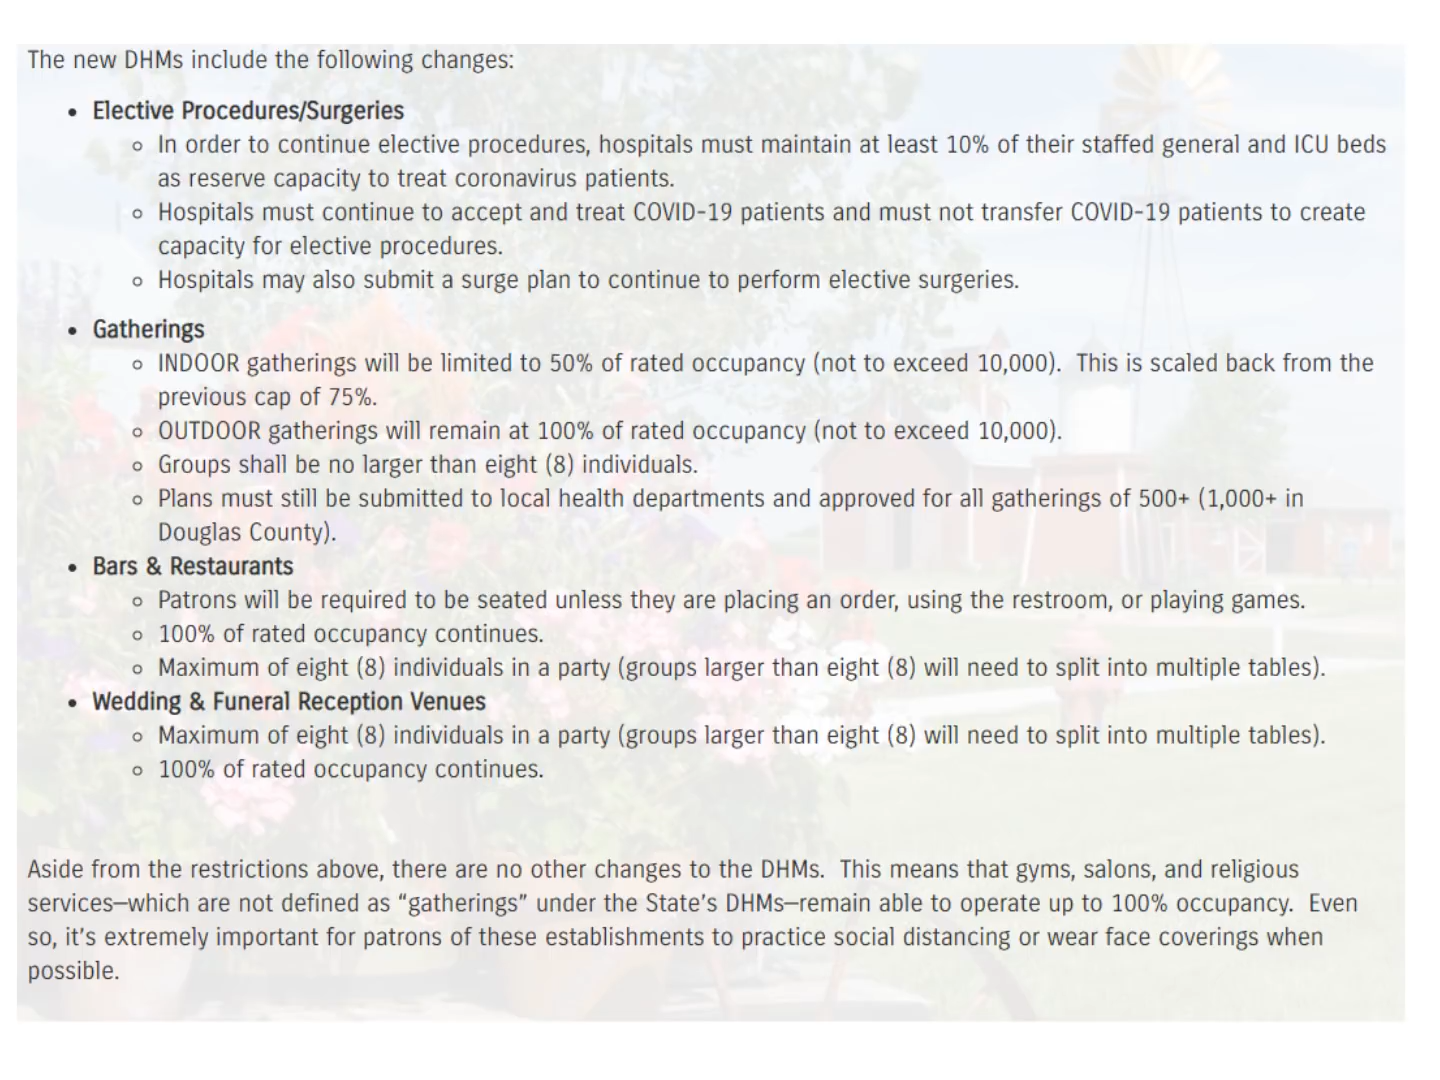 The new DHMs include the following changes:
• Elective Procedures/Surgeries
○ In order to continue elective procedures, hospitals must maintain at least 10% of their staffed general and ICU beds
as reserve capacity to treat coronavirus patients.
○ Hospitals must continue to accept and treat COVID-19 patients and must not transfer COVID-19 patients to create
capacity for elective procedures.
○ Hospitals may also submit a surge plan to continue to perform elective surgeries.
• Gatherings
○ INDOOR gatherings will be limited to 50% of rated occupancy (not to exceed 10,000).  This is scaled back from the
previous cap of 75%.
○ OUTDOOR gatherings will remain at 100% of rated occupancy (not to exceed 10,000).
○ Groups shall be no larger than eight (8) individuals.
○ Plans must still be submitted to local health departments and approved for all gatherings of 500+ (1,000+ in
Douglas County).
• Bars & Restaurants
○ Patrons will be required to be seated unless they are placing an order, using the restroom, or playing games.
○ 100% of rated occupancy continues.
○ Maximum of eight (8) individuals in a party (groups larger than eight (8) will need to split into multiple tables).
• Wedding & Funeral Reception Venues
○ Maximum of eight (8) individuals in a party (groups larger than eight (8) will need to split into multiple tables).
○ 100% of rated occupancy continues.
Aside from the restrictions above, there are no other changes to the DHMs.  This means that gyms, salons, and religious
services—which are not defined as “gatherings” under the State’s DHMs—remain able to operate up to 100% occupancy.  Even
so, it’s extremely important for patrons of these establishments to practice social distancing or wear face coverings when
possible.